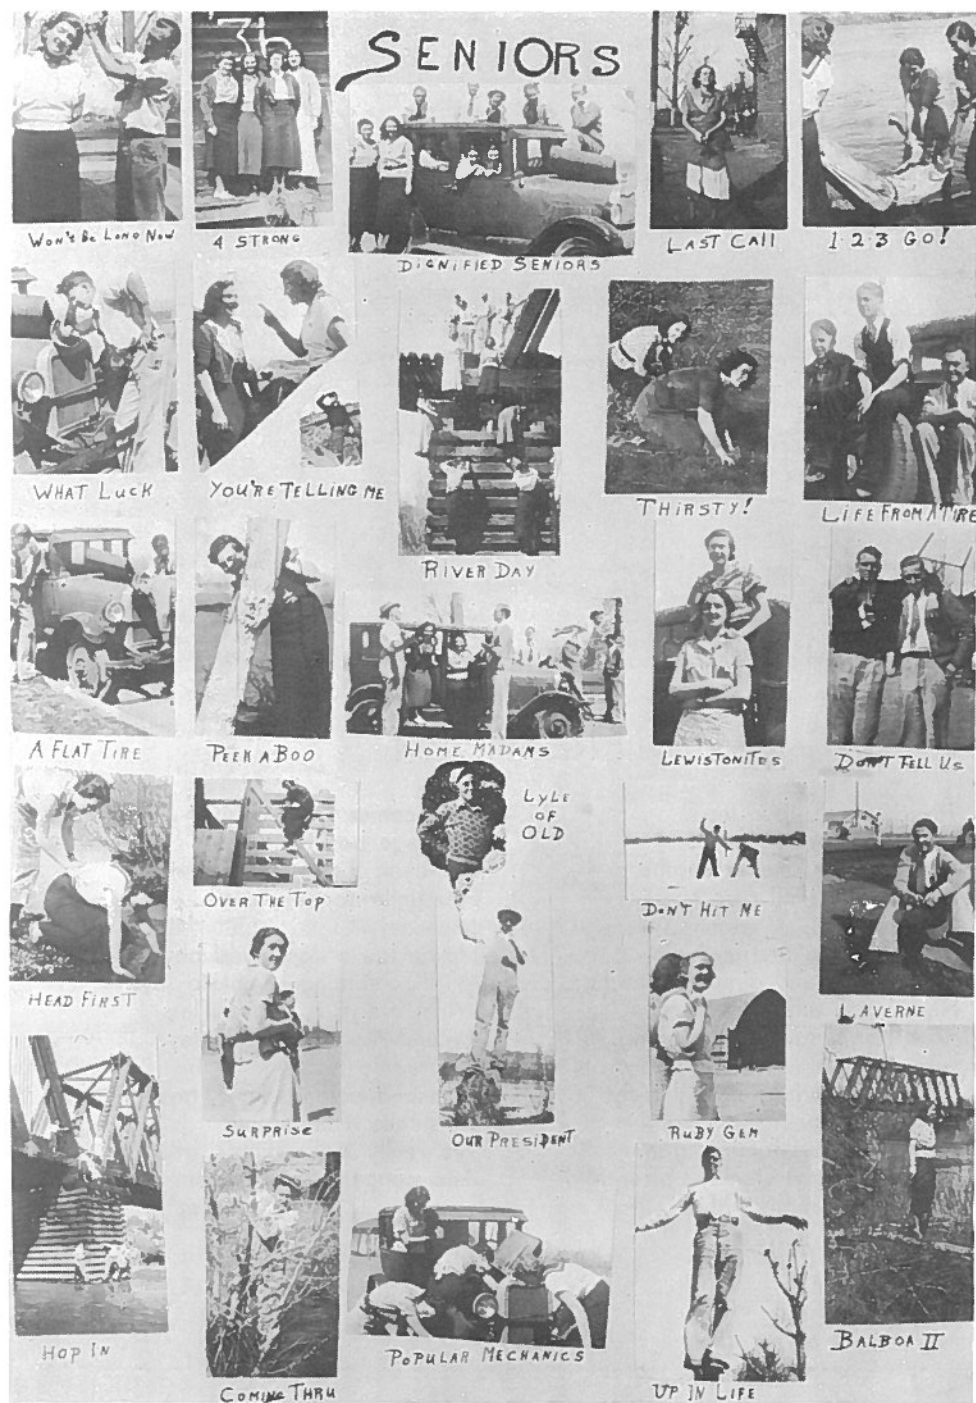 36
SENIORS
WON'T BE LONG NOW
4 STRONG
DIGNIFIED SENIORS
LAST CALL
1-2-3 GO!
WHAT LUCK
YOU'RE TELLING ME
RIVER DAY
THIRSTY!
LIFE FROM A TIRE
A FLAT TIRE
PEEK A BOO
HOME MADAMS
LEWISTONITES
DON'T TELL US
HEAD FIRST
OVER THE TOP
LYLE
OF
OLD
DON'T HIT ME
LAVERNE
SURPRISE
OUR PRESIDENT
RUBY GEM
HOP IN
COMING THRU
POPULAR MECHANICS
UP IN LIFE
BALBOA II